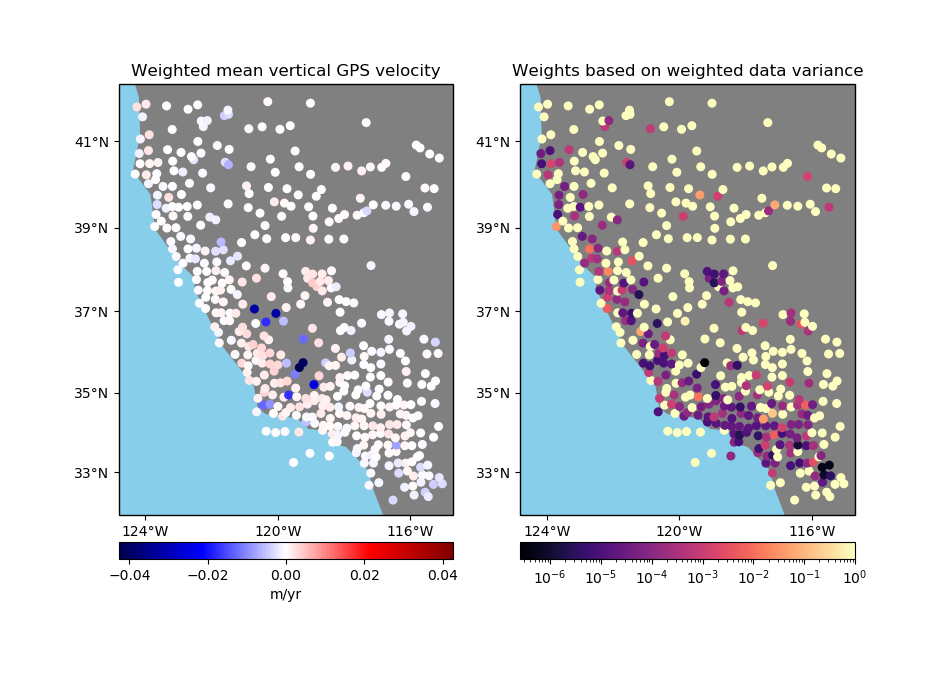 Weighted mean vertical GPS velocity
41°N
39°N
37°N
35°N
33°N
124°W 120°W 116°W
−0.04 −0.02 0.00 0.02 0.04
m/yr
Weights based on weighted data variance
41°N
39°N
37°N
35°N
33°N
124°W 120°W 116°W
10⁻⁶ 10⁻⁵ 10⁻⁴ 10⁻³ 10⁻² 10⁻¹ 10⁰